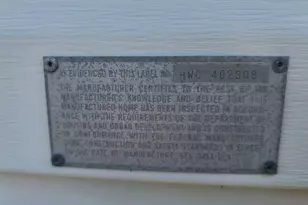 AS EVIDENCED BY THIS LABEL NO. HWC 402908
THE MANUFACTURER CERTIFIES TO THE BEST OF THE
MANUFACTURER'S KNOWLEDGE AND BELIEF THAT THIS
MANUFACTURED HOME HAS BEEN INSPECTED IN ACCORD-
ANCE WITH THE REQUIREMENTS OF THE DEPARTMENT OF
HOUSING AND URBAN DEVELOPMENT AND IS CONSTRUCTED
IN CONFORMANCE WITH THE FEDERAL MANUFACTURED
HOME CONSTRUCTION AND SAFETY STANDARDS IN EFFECT
ON THE DATE OF MANUFACTURE. SEE DATA PLATE